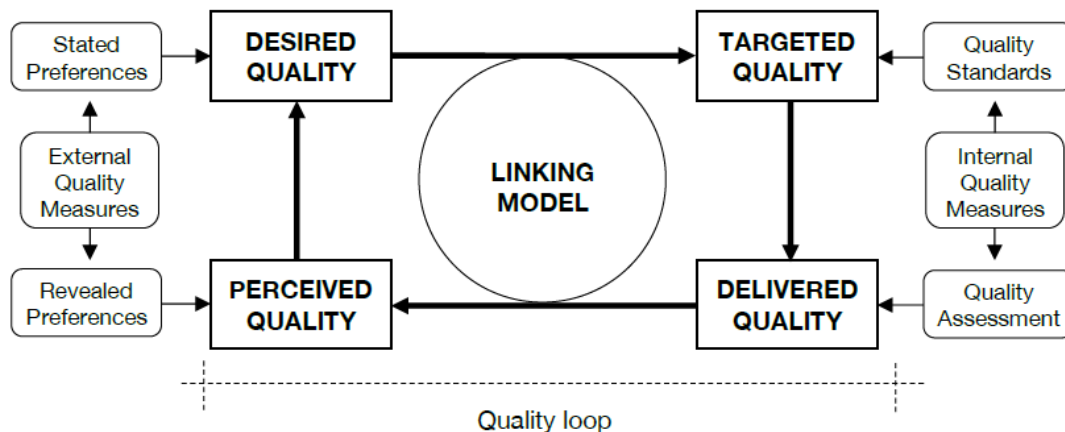 Stated
Preferences
DESIRED
QUALITY
TARGETED
QUALITY
Quality
Standards
External
Quality
Measures
LINKING
MODEL
Internal
Quality
Measures
Revealed
Preferences
PERCEIVED
QUALITY
DELIVERED
QUALITY
Quality
Assessment
Quality loop